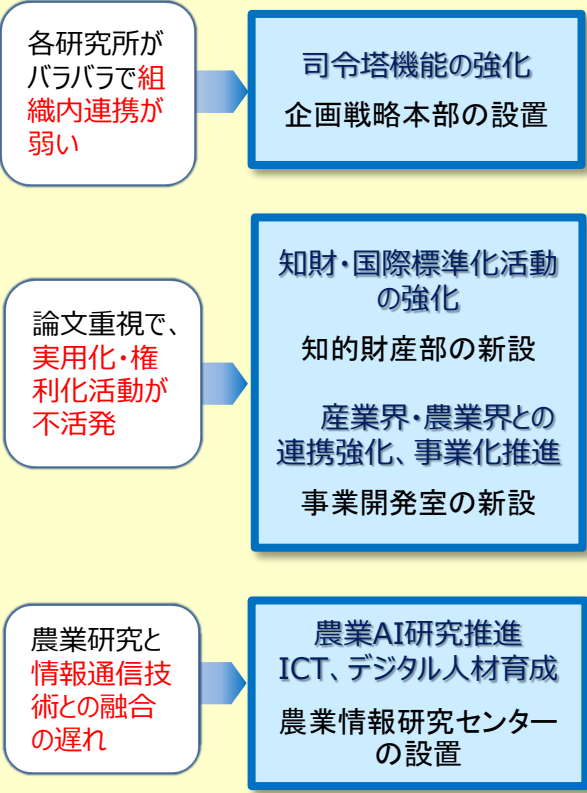 各研究所が
バラバラで組
織内連携が
弱い
司令塔機能の強化
企画戦略本部の設置
論文重視で、
実用化・権
利化活動が
不活発
知財・国際標準化活動
の強化
知的財産部の新設
産業界・農業界との
連携強化、事業化推進
事業開発室の新設
農業研究と
情報通信技
術との融合
の遅れ
農業AI研究推進
ICT、デジタル人材育成
農業情報研究センター
の設置